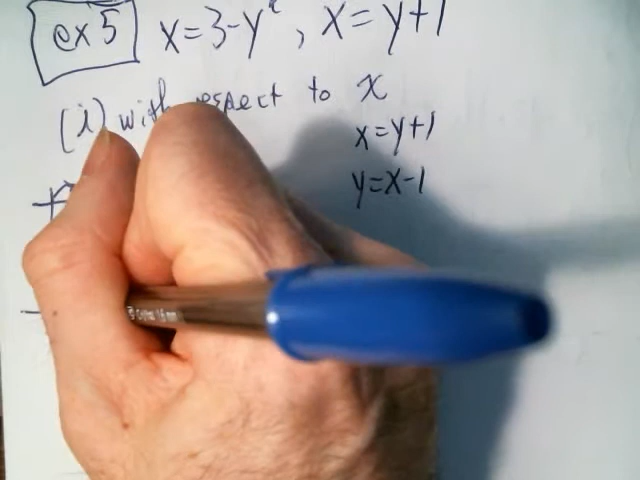 ex 5 x=3-y², x=y+1
(i) with respect to x
x=y+1
y=x-1